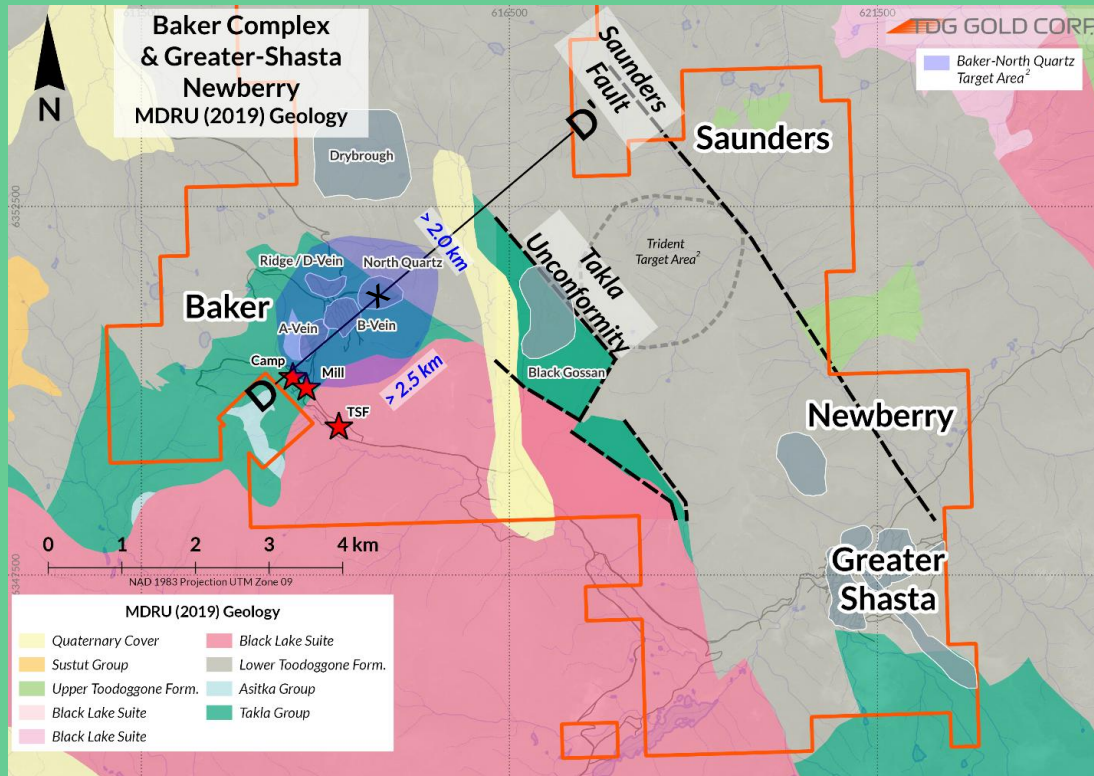 Baker Complex
& Greater-Shasta
Newberry
MDRU (2019) Geology
N
611500
616500
621500
TDG GOLD CORP.
Baker-North Quartz
Target Area2
Saunders
Fault
D'
Saunders
Drybrough
6352500
> 2.0 km
Trident
Target Area2
Takla
Unconformity
Ridge / D-Vein
North Quartz
X
Baker
A-Vein
B-Vein
Camp
Mill
D
> 2.5 km
Black Gossan
TSF
Newberry
Greater
Shasta
0 1 2 3 4 km
NAD 1983 Projection UTM Zone 09
6347500
MDRU (2019) Geology
Quaternary Cover
Sustut Group
Upper Toodoggone Form.
Black Lake Suite
Black Lake Suite
Black Lake Suite
Lower Toodoggone Form.
Asitka Group
Takla Group